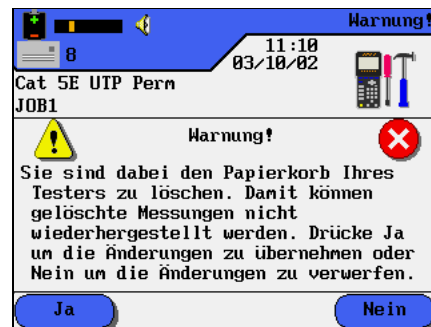 Warnung!
8
11:10
03/10/02
Cat 5E UTP Perm
JOB1
Warnung!
Sie sind dabei den Papierkorb Ihres
Testers zu löschen. Damit können
gelöschte Messungen nicht
wiederhergestellt werden. Drücke Ja
um die Änderungen zu übernehmen oder
Nein um die Änderungen zu verwerfen.
Ja
Nein